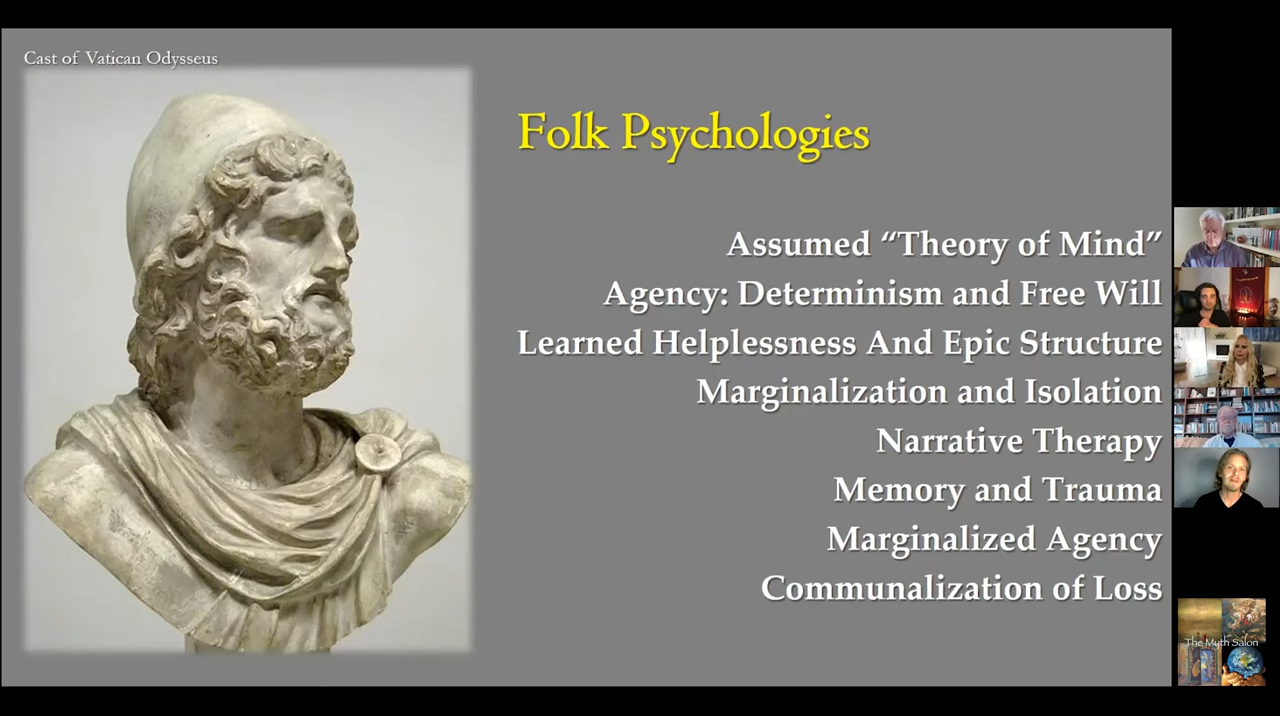 Cast of Vatican Odysseus
Folk Psychologies
Assumed “Theory of Mind”
Agency: Determinism and Free Will
Learned Helplessness And Epic Structure
Marginalization and Isolation
Narrative Therapy
Memory and Trauma
Marginalized Agency
Communalization of Loss
The Myth Salon